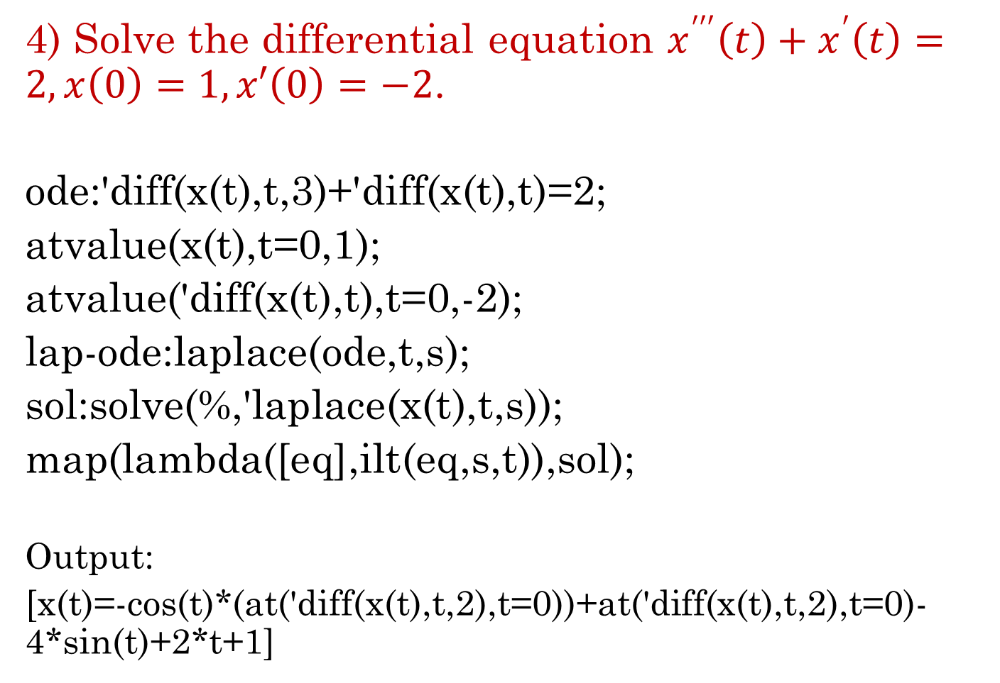 4) Solve the differential equation x‴(t) + x′(t) =
2, x(0) = 1, x′(0) = −2.
ode:'diff(x(t),t,3)+'diff(x(t),t)=2;
atvalue(x(t),t=0,1);
atvalue('diff(x(t),t),t=0,-2);
lap-ode:laplace(ode,t,s);
sol:solve(%,'laplace(x(t),t,s));
map(lambda([eq],ilt(eq,s,t)),sol);
Output:
[x(t)=-cos(t)*(at('diff(x(t),t,2),t=0))+at('diff(x(t),t,2),t=0)-
4*sin(t)+2*t+1]